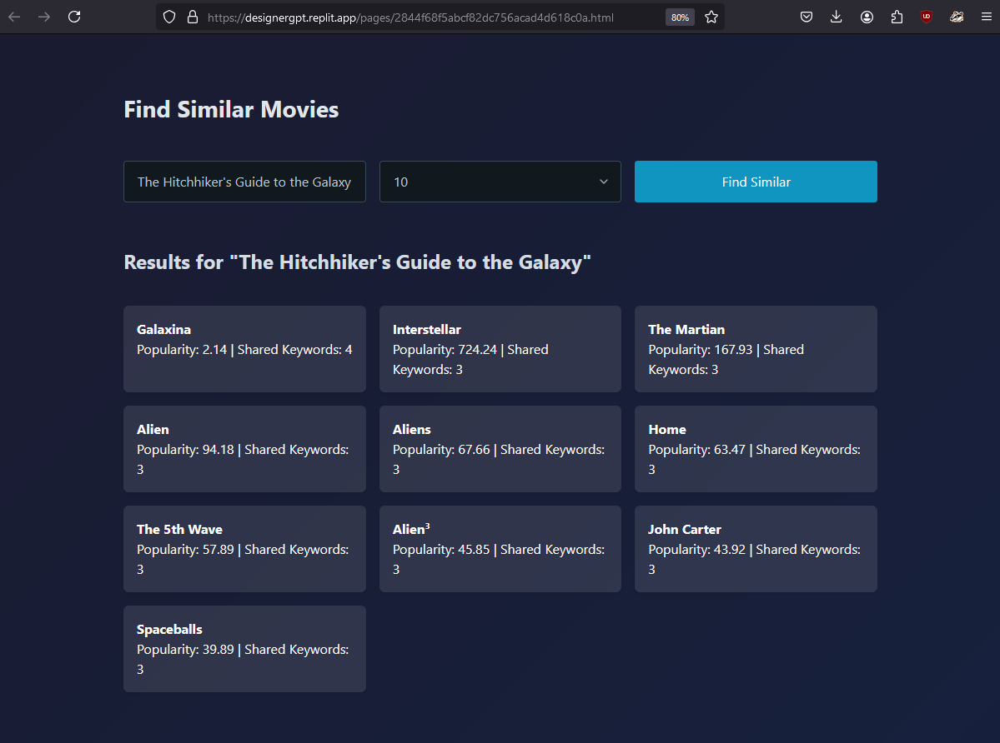 https://designergpt.replit.app/pages/2844f68f5abcf82dc756acad4d618c0a.html
80%
Find Similar Movies
The Hitchhiker's Guide to the Galaxy
10
Find Similar
Results for "The Hitchhiker's Guide to the Galaxy"
Galaxina
Popularity: 2.14 | Shared Keywords: 4
Interstellar
Popularity: 724.24 | Shared
Keywords: 3
The Martian
Popularity: 167.93 | Shared
Keywords: 3
Alien
Popularity: 94.18 | Shared Keywords:
3
Aliens
Popularity: 67.66 | Shared Keywords:
3
Home
Popularity: 63.47 | Shared Keywords:
3
The 5th Wave
Popularity: 57.89 | Shared Keywords:
3
Alien³
Popularity: 45.85 | Shared Keywords:
3
John Carter
Popularity: 43.92 | Shared Keywords:
3
Spaceballs
Popularity: 39.89 | Shared Keywords:
3